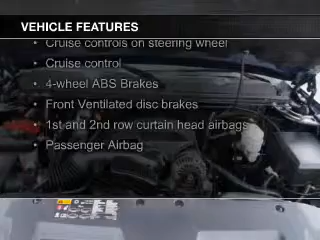 VEHICLE FEATURES
• Cruise controls on steering wheel
• Cruise control
• 4-wheel ABS Brakes
• Front Ventilated disc brakes
• 1st and 2nd row curtain head airbags
• Passenger Airbag